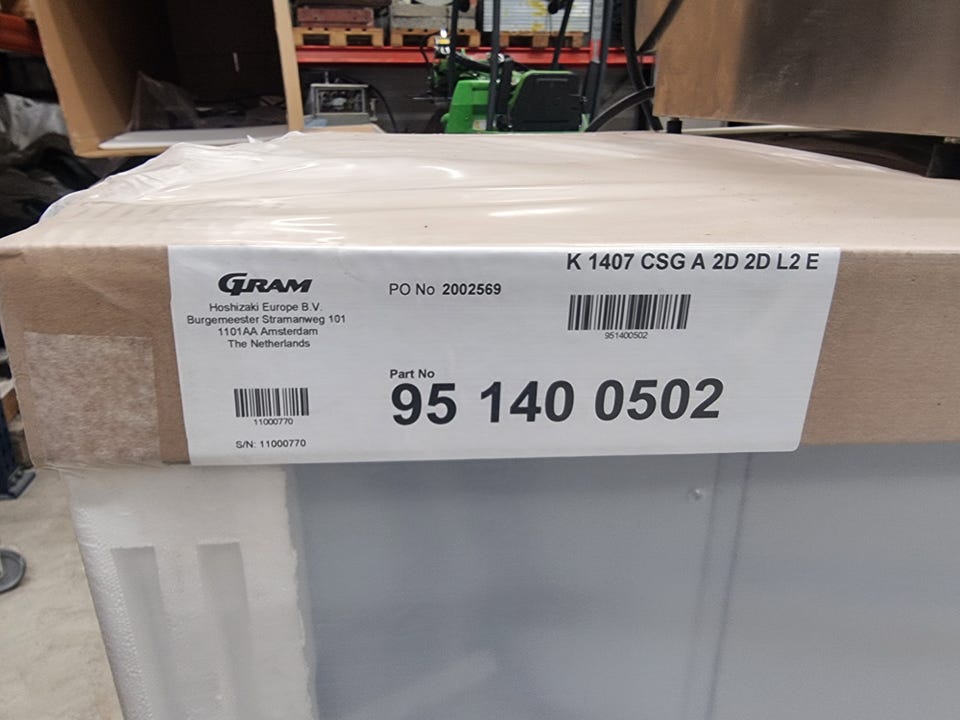 GRAM
Hoshizaki Europe B.V.
Burgemeester Stramanweg 101
1101AA Amsterdam
The Netherlands
11000770
S/N: 11000770
PO No 2002569
K 1407 CSG A 2D 2D L2 E
951400502
Part No
95 140 0502